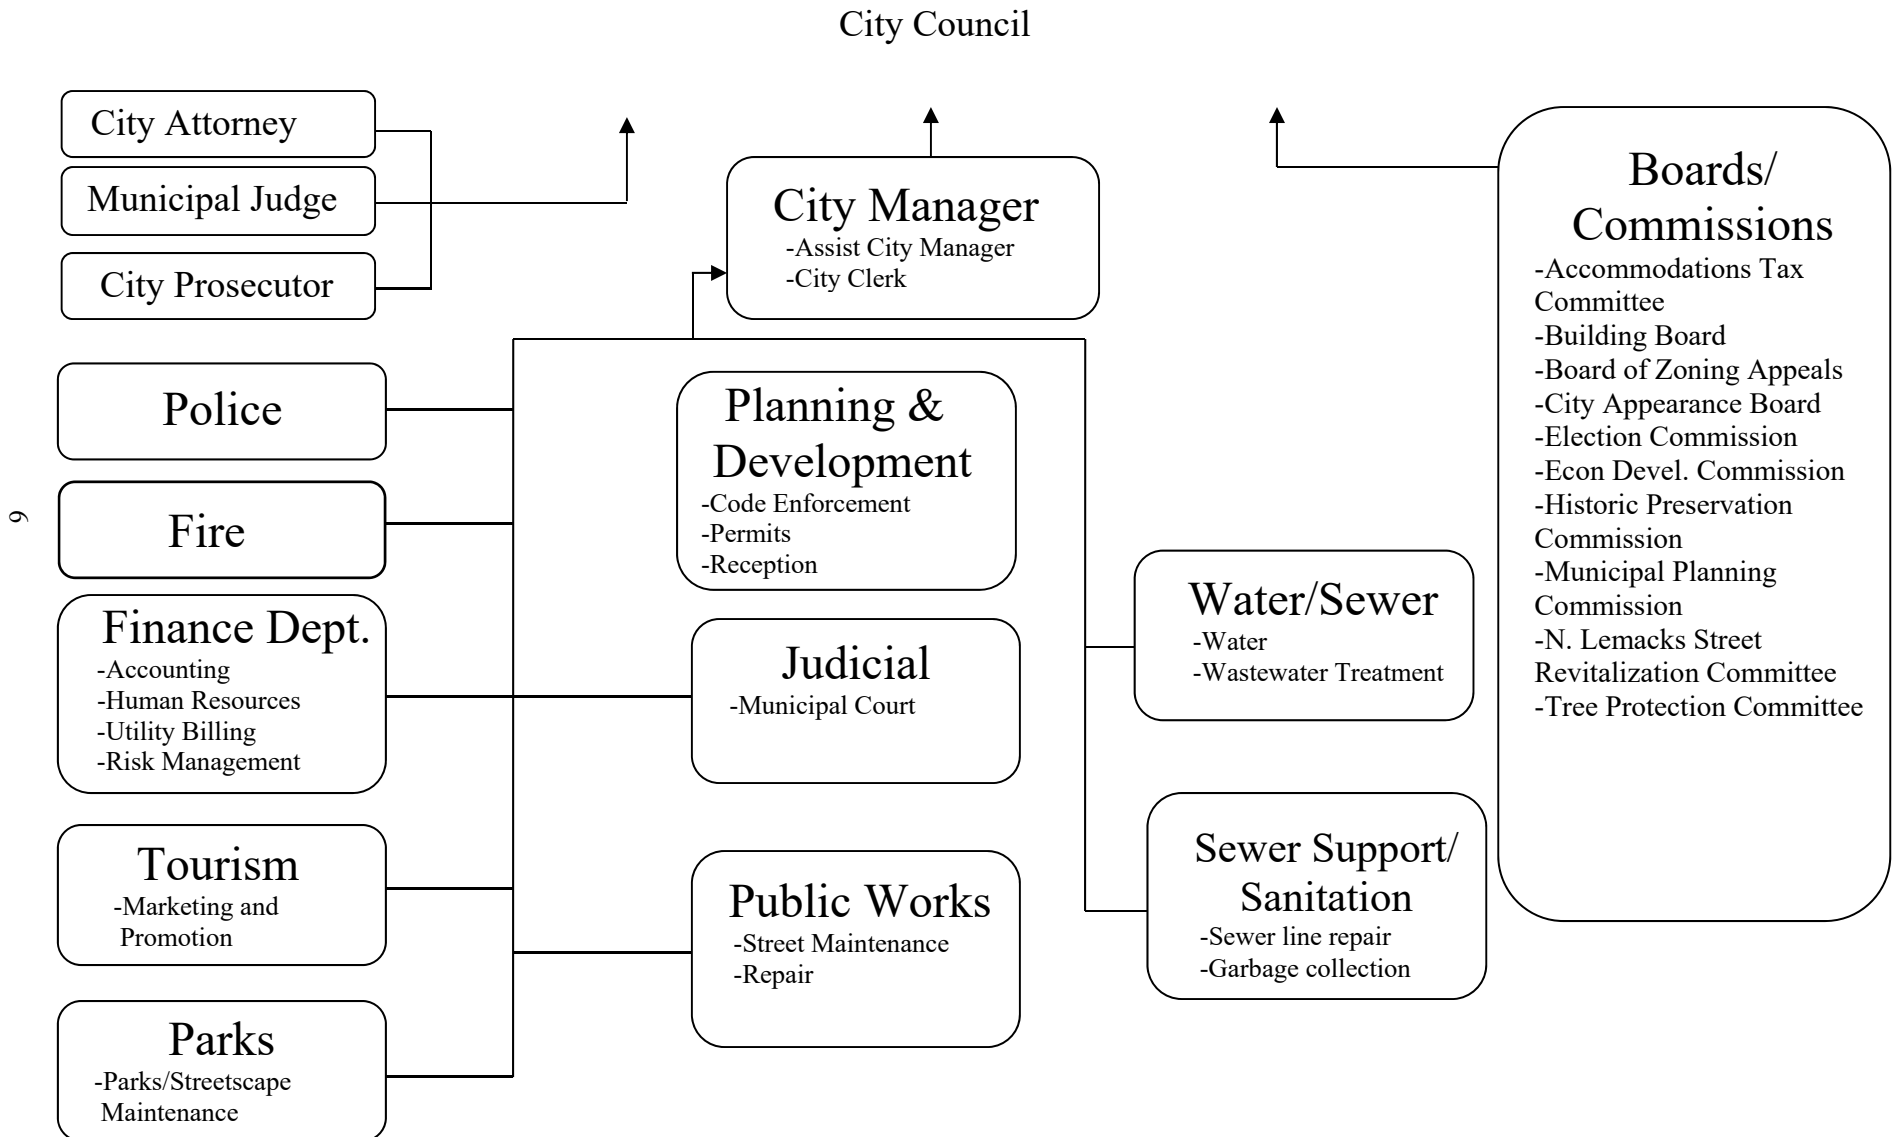 City Council
City Attorney
Municipal Judge
City Prosecutor
City Manager
-Assist City Manager
-City Clerk
Boards/
Commissions
-Accommodations Tax
Committee
-Building Board
-Board of Zoning Appeals
-City Appearance Board
-Election Commission
-Econ Devel. Commission
-Historic Preservation
Commission
-Municipal Planning
Commission
-N. Lemacks Street
Revitalization Committee
-Tree Protection Committee
Police
Fire
Finance Dept.
-Accounting
-Human Resources
-Utility Billing
-Risk Management
Tourism
-Marketing and
Promotion
Parks
-Parks/Streetscape
Maintenance
Planning &
Development
-Code Enforcement
-Permits
-Reception
Judicial
-Municipal Court
Public Works
-Street Maintenance
-Repair
Water/Sewer
-Water
-Wastewater Treatment
Sewer Support/
Sanitation
-Sewer line repair
-Garbage collection
9